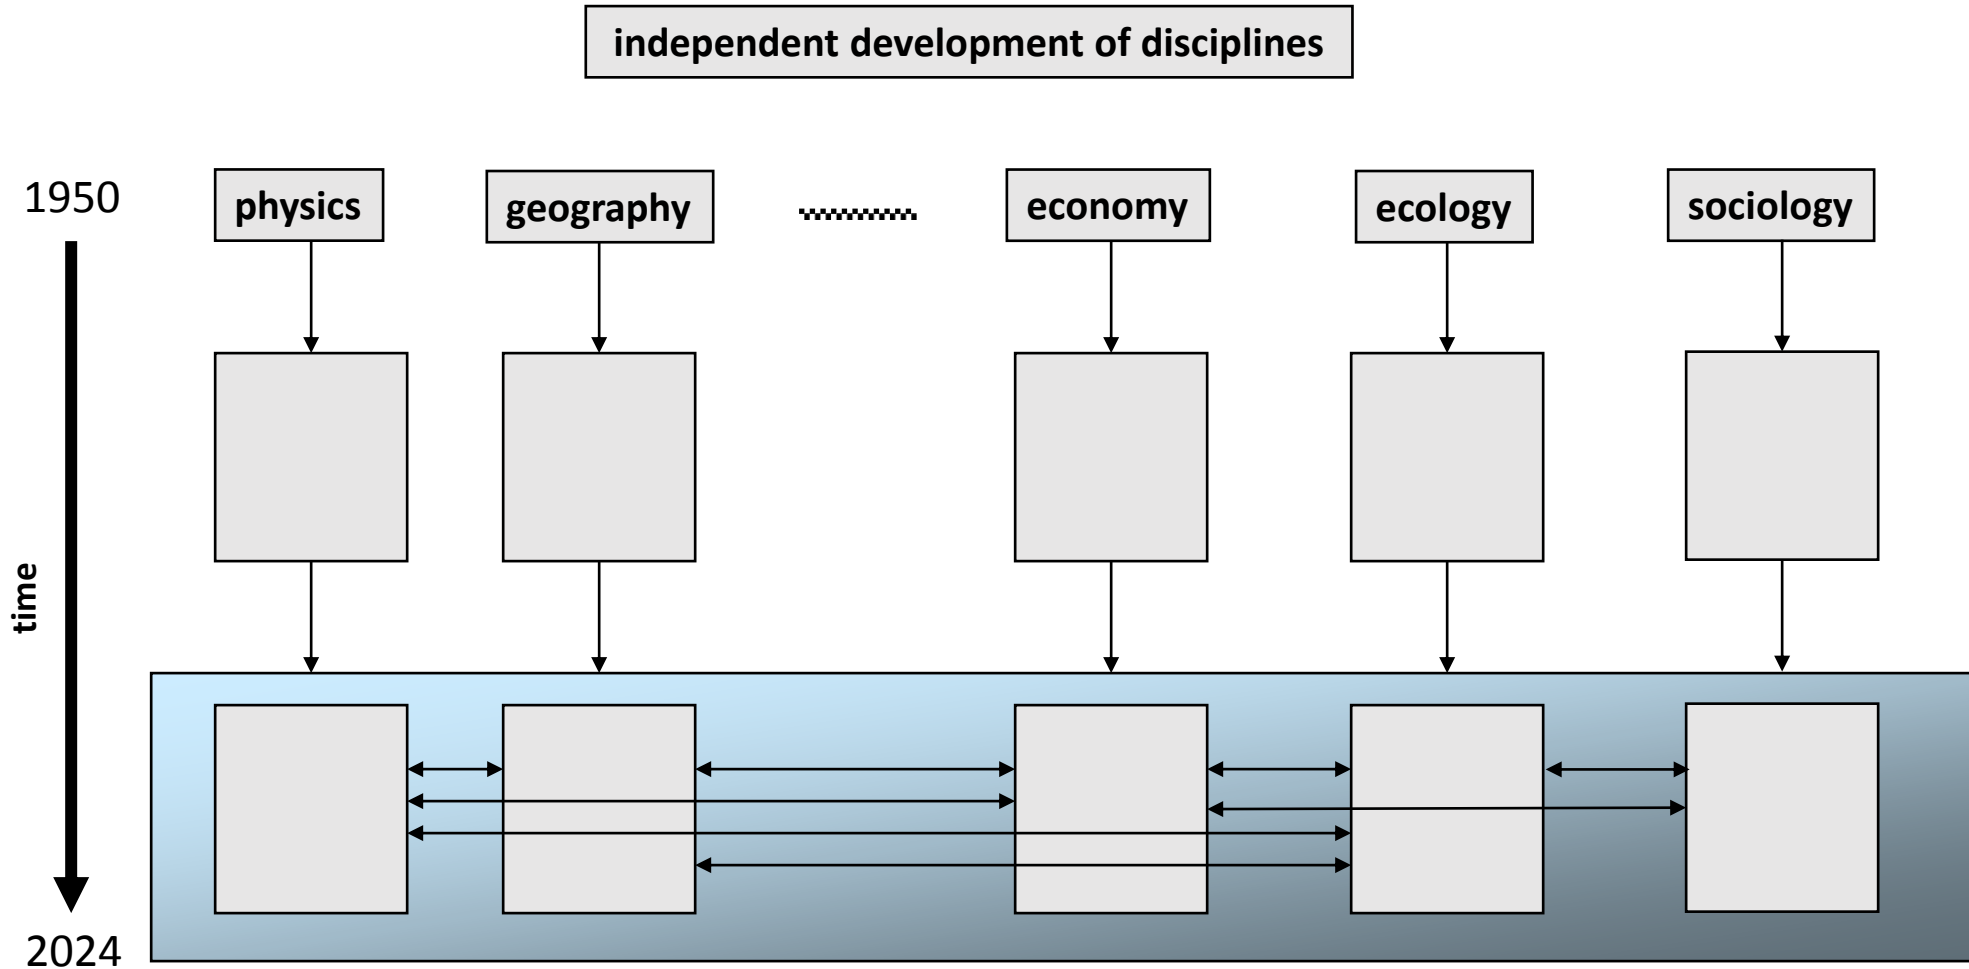 independent development of disciplines
1950
physics
geography
economy
ecology
sociology
time
2024